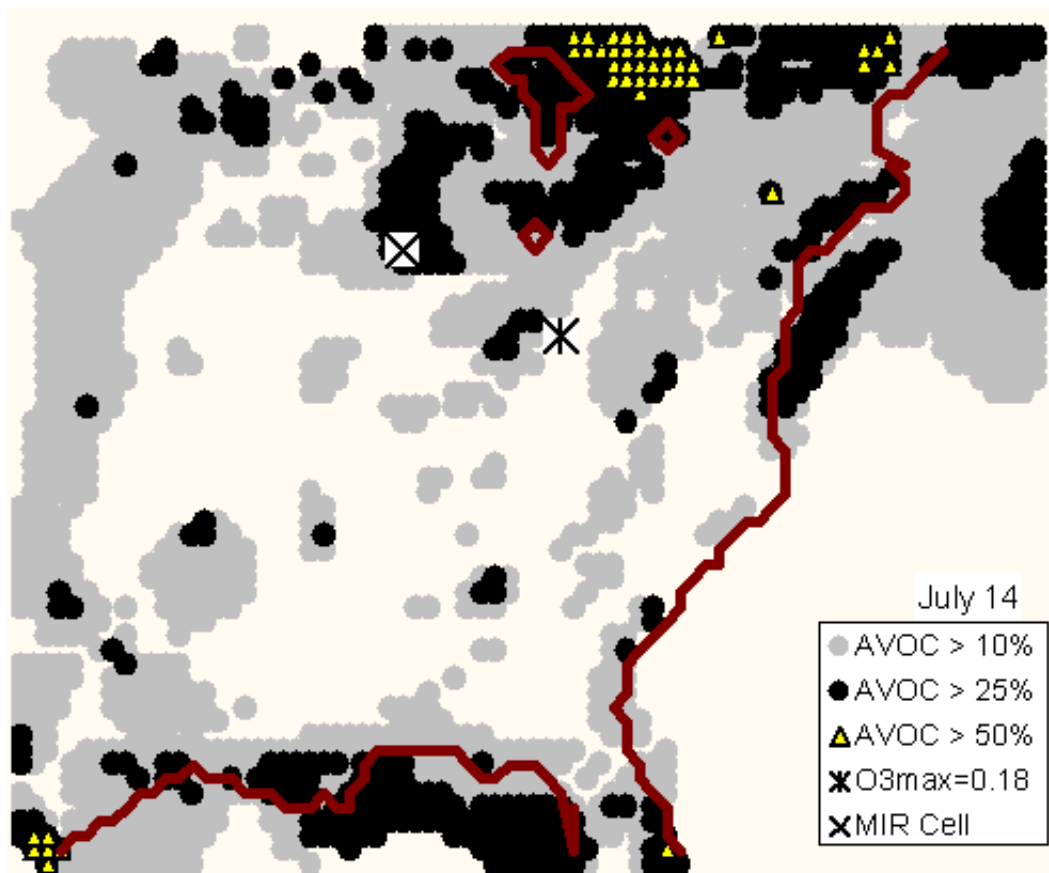 July 14
AVOC > 10%
AVOC > 25%
AVOC > 50%
O3max=0.18
MIR Cell